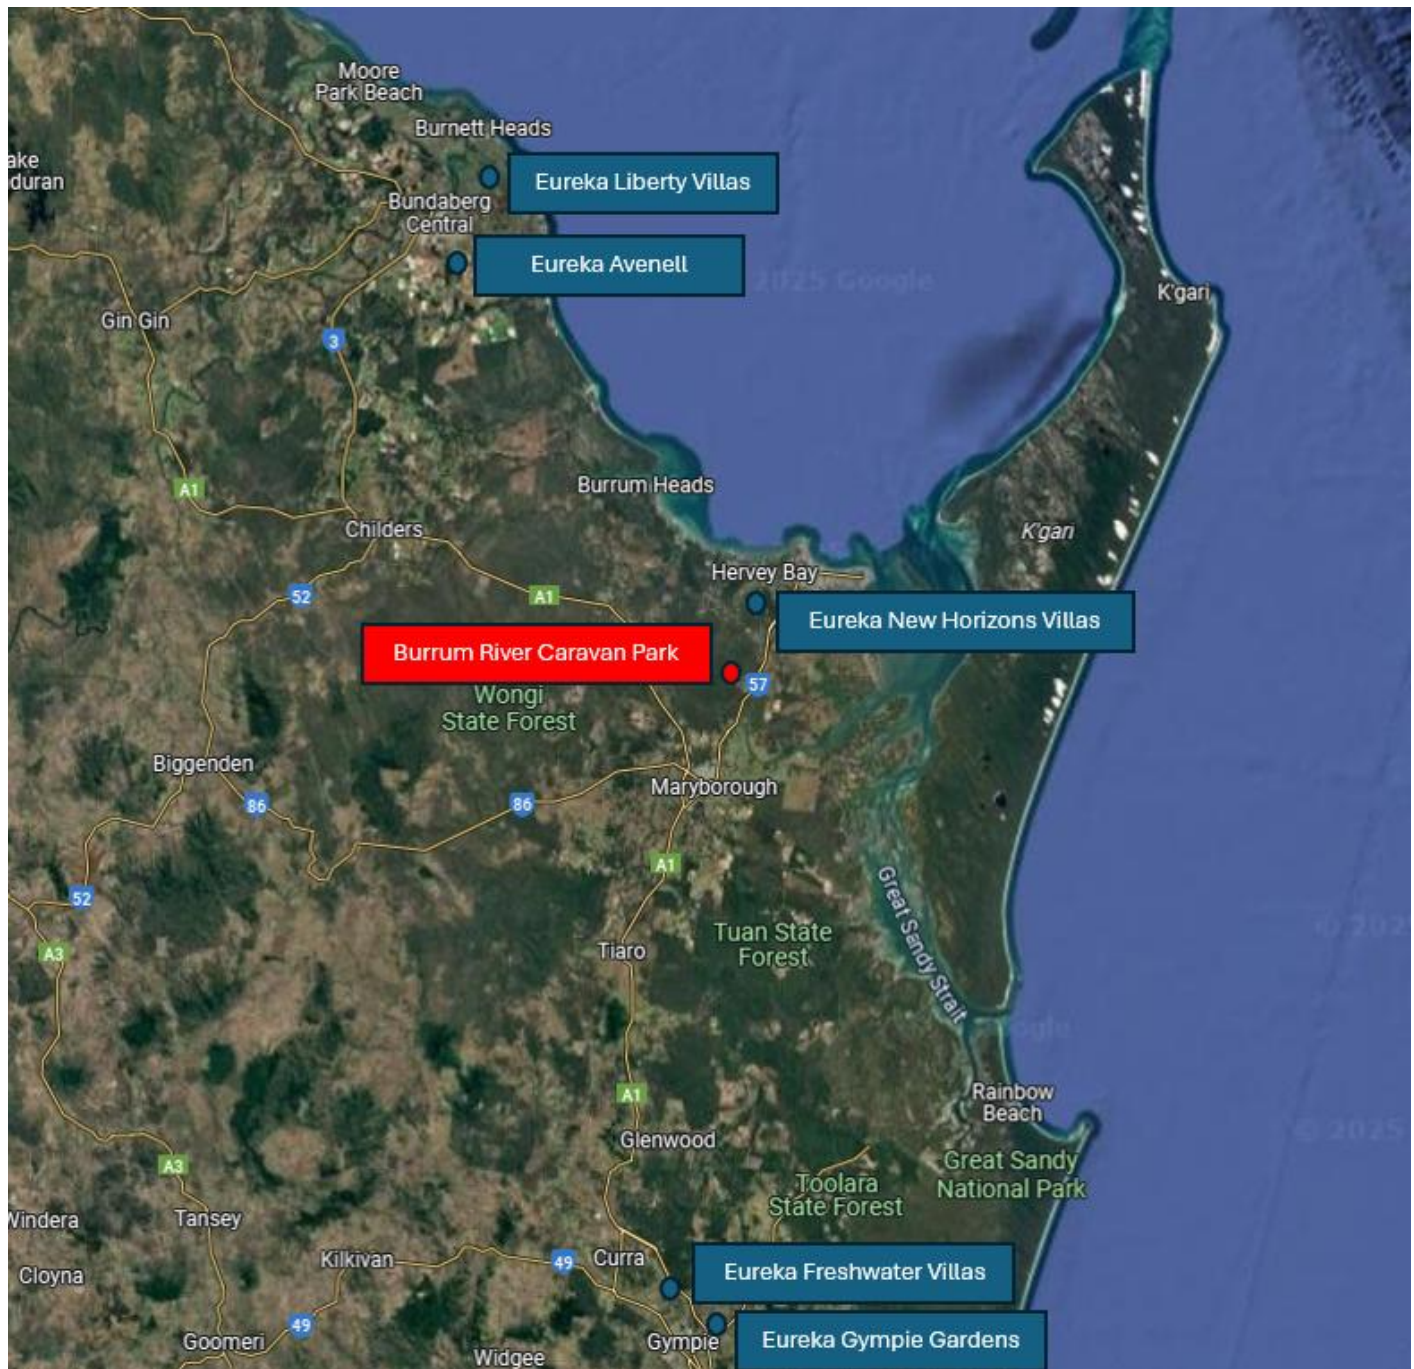 Moore
Park Beach
Burnett Heads
ake
duran
Eureka Liberty Villas
Bundaberg
Central
Eureka Avenell
2025 Google
K'gari
Gin Gin
3
Burrum Heads
A1
Childers
K'gari
Hervey Bay
52
A1
Eureka New Horizons Villas
Burrum River Caravan Park
57
Wongi
State Forest
Biggenden
Maryborough
86
86
A1
52
Great Sandy Strait
Tuan State
Forest
A3
Tiaro
Rainbow
Beach
A1
Glenwood
Great Sandy
National Park
A3
Toolara
State Forest
Windera
Tansey
Kilkivan
49
Curra
Eureka Freshwater Villas
Cloyna
49
Goomeri
Gympie
Eureka Gympie Gardens
Widgee